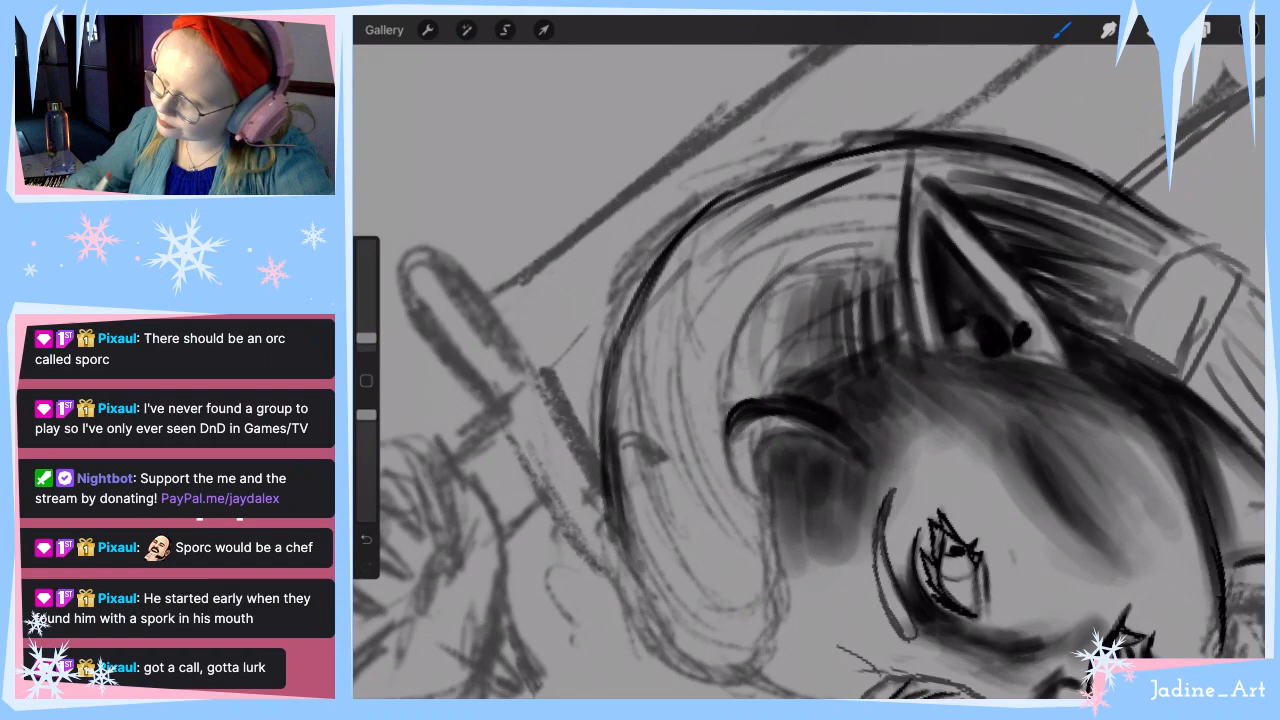 Gallery
Pixaul: There should be an orc
called sporc
Pixaul: I've never found a group to
play so I've only ever seen DnD in Games/TV
Nightbot: Support the me and the
stream by donating! PayPal.me/jaydalex
Pixaul: Sporc would be a chef
Pixaul: He started early when they
found him with a spork in his mouth
Pixaul: got a call, gotta lurk
Jadine_Art